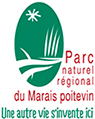 Parc
naturel
régional
du Marais poitevin
Une autre vie s'invente ici